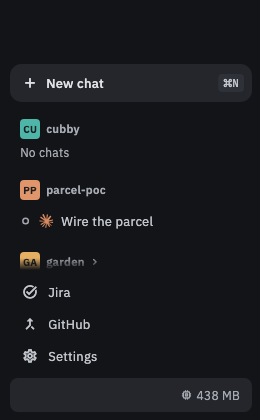 New chat ⌘N
CU cubby
No chats
PP parcel-poc
Wire the parcel
GA garden
Jira
GitHub
Settings
438 MB